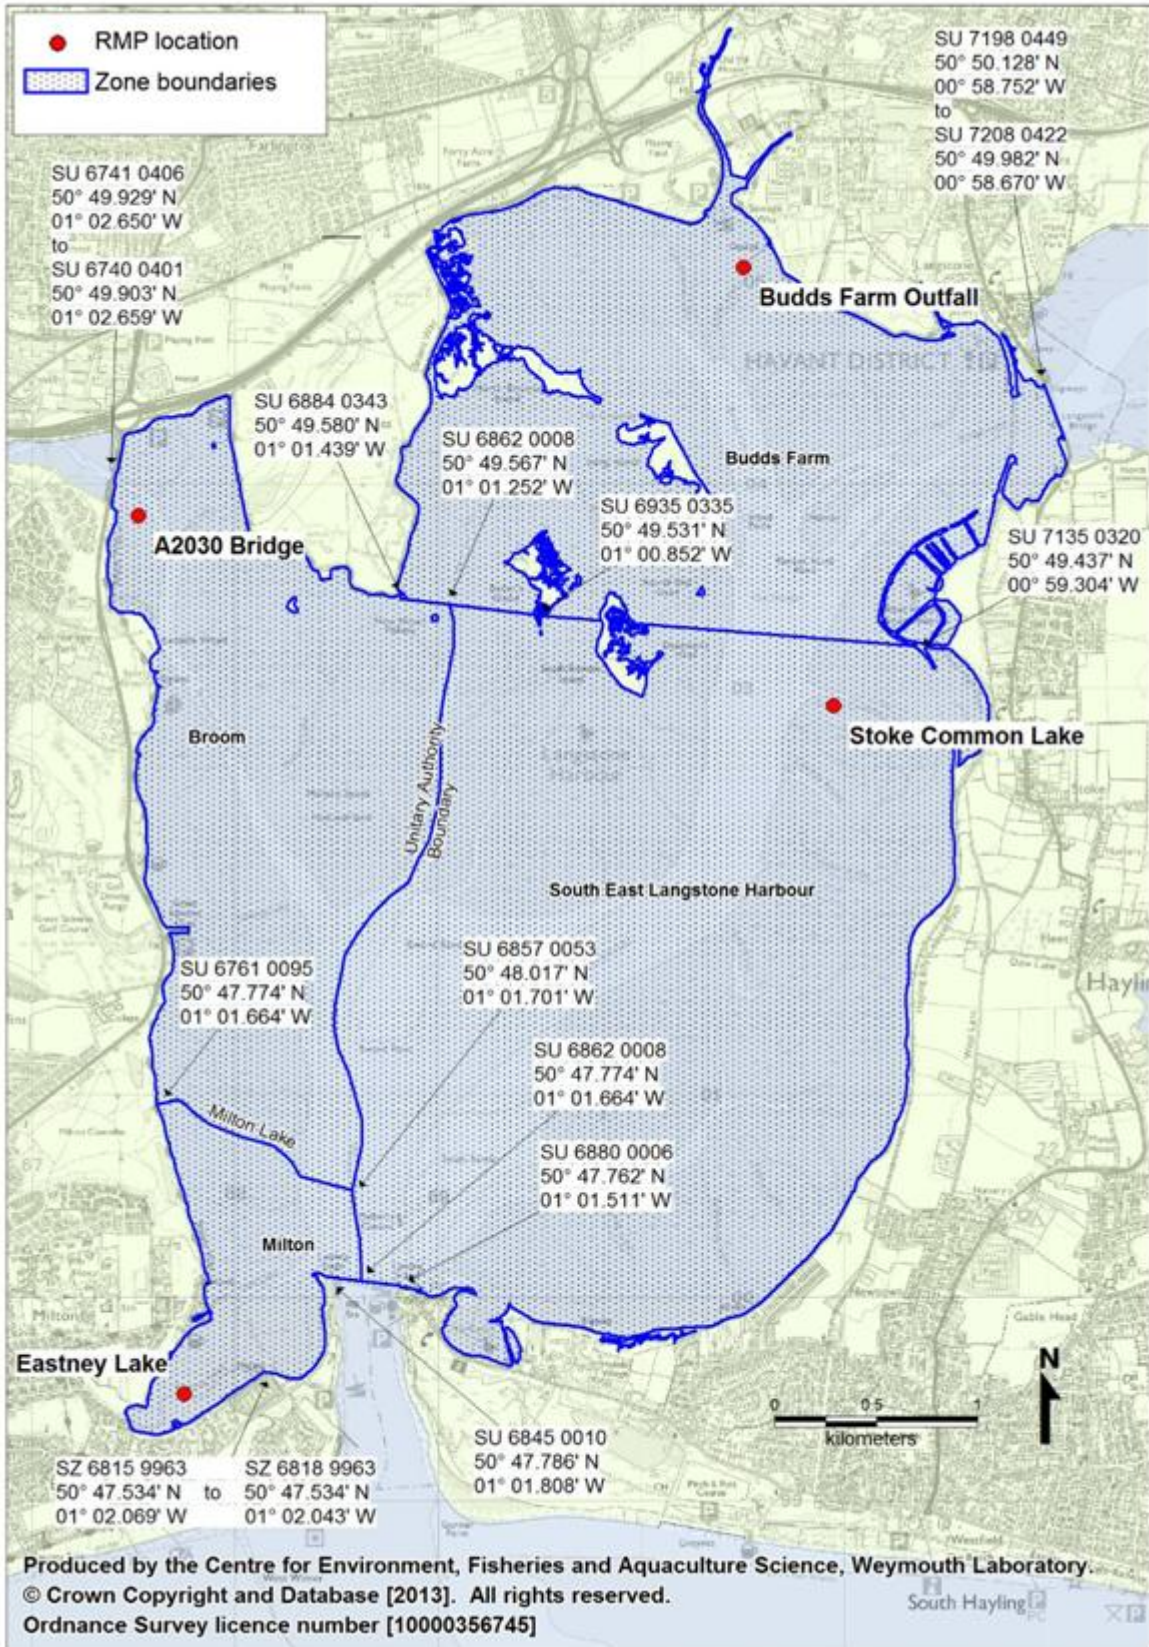 RMP location
Zone boundaries
SU 7198 0449
50° 50.128' N
00° 58.752' W
to
SU 7208 0422
50° 49.982' N
00° 58.670' W
SU 6741 0406
50° 49.929' N
01° 02.650' W
to
SU 6740 0401
50° 49.903' N
01° 02.659' W
Budds Farm Outfall
SU 6884 0343
50° 49.580' N
01° 01.439' W
SU 6862 0008
50° 49.567' N
01° 01.252' W
Budds Farm
SU 6935 0335
50° 49.531' N
01° 00.852' W
A2030 Bridge
SU 7135 0320
50° 49.437' N
00° 59.304' W
Broom
Stoke Common Lake
Unitary Authority
Boundary
South East Langstone Harbour
SU 6857 0053
50° 48.017' N
01° 01.701' W
SU 6761 0095
50° 47.774' N
01° 01.664' W
SU 6862 0008
50° 47.774' N
01° 01.664' W
Milton Lake
SU 6880 0006
50° 47.762' N
01° 01.511' W
Milton
Milton
Gable Head
Eastney Lake
N
0 0.5 1
kilometers
SU 6845 0010
50° 47.786' N
01° 01.808' W
SZ 6815 9963
50° 47.534' N
01° 02.069' W
to
SZ 6818 9963
50° 47.534' N
01° 02.043' W
Produced by the Centre for Environment, Fisheries and Aquaculture Science, Weymouth Laboratory.
© Crown Copyright and Database [2013]. All rights reserved.
Ordnance Survey licence number [10000356745]
South Hayling